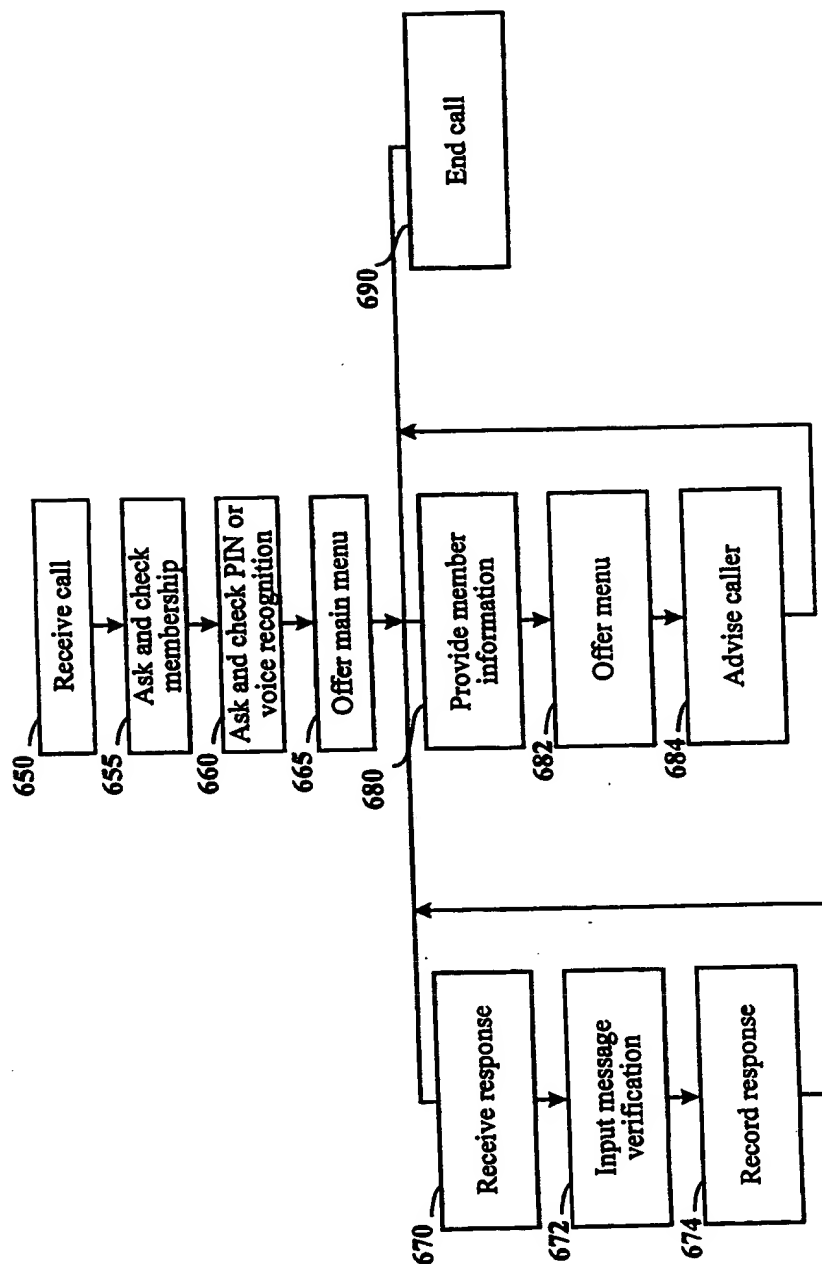 650
Receive call
655
Ask and check
membership
660
Ask and check PIN or
voice recognition
665
Offer main menu
670
Receive response
672
Input message
verification
674
Record response
680
Provide member
information
682
Offer menu
684
Advise caller
690
End call